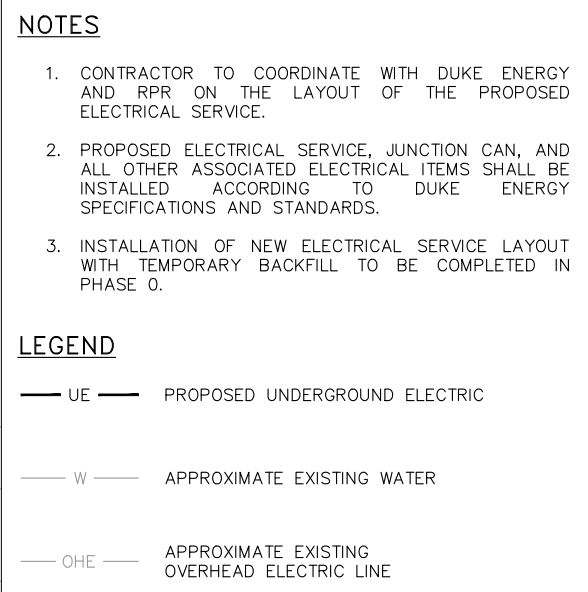 NOTES
1. CONTRACTOR TO COORDINATE WITH DUKE ENERGY
AND RPR ON THE LAYOUT OF THE PROPOSED
ELECTRICAL SERVICE.
2. PROPOSED ELECTRICAL SERVICE, JUNCTION CAN, AND
ALL OTHER ASSOCIATED ELECTRICAL ITEMS SHALL BE
INSTALLED ACCORDING TO DUKE ENERGY
SPECIFICATIONS AND STANDARDS.
3. INSTALLATION OF NEW ELECTRICAL SERVICE LAYOUT
WITH TEMPORARY BACKFILL TO BE COMPLETED IN
PHASE 0.
LEGEND
UE PROPOSED UNDERGROUND ELECTRIC
W APPROXIMATE EXISTING WATER
OHE APPROXIMATE EXISTING
OVERHEAD ELECTRIC LINE